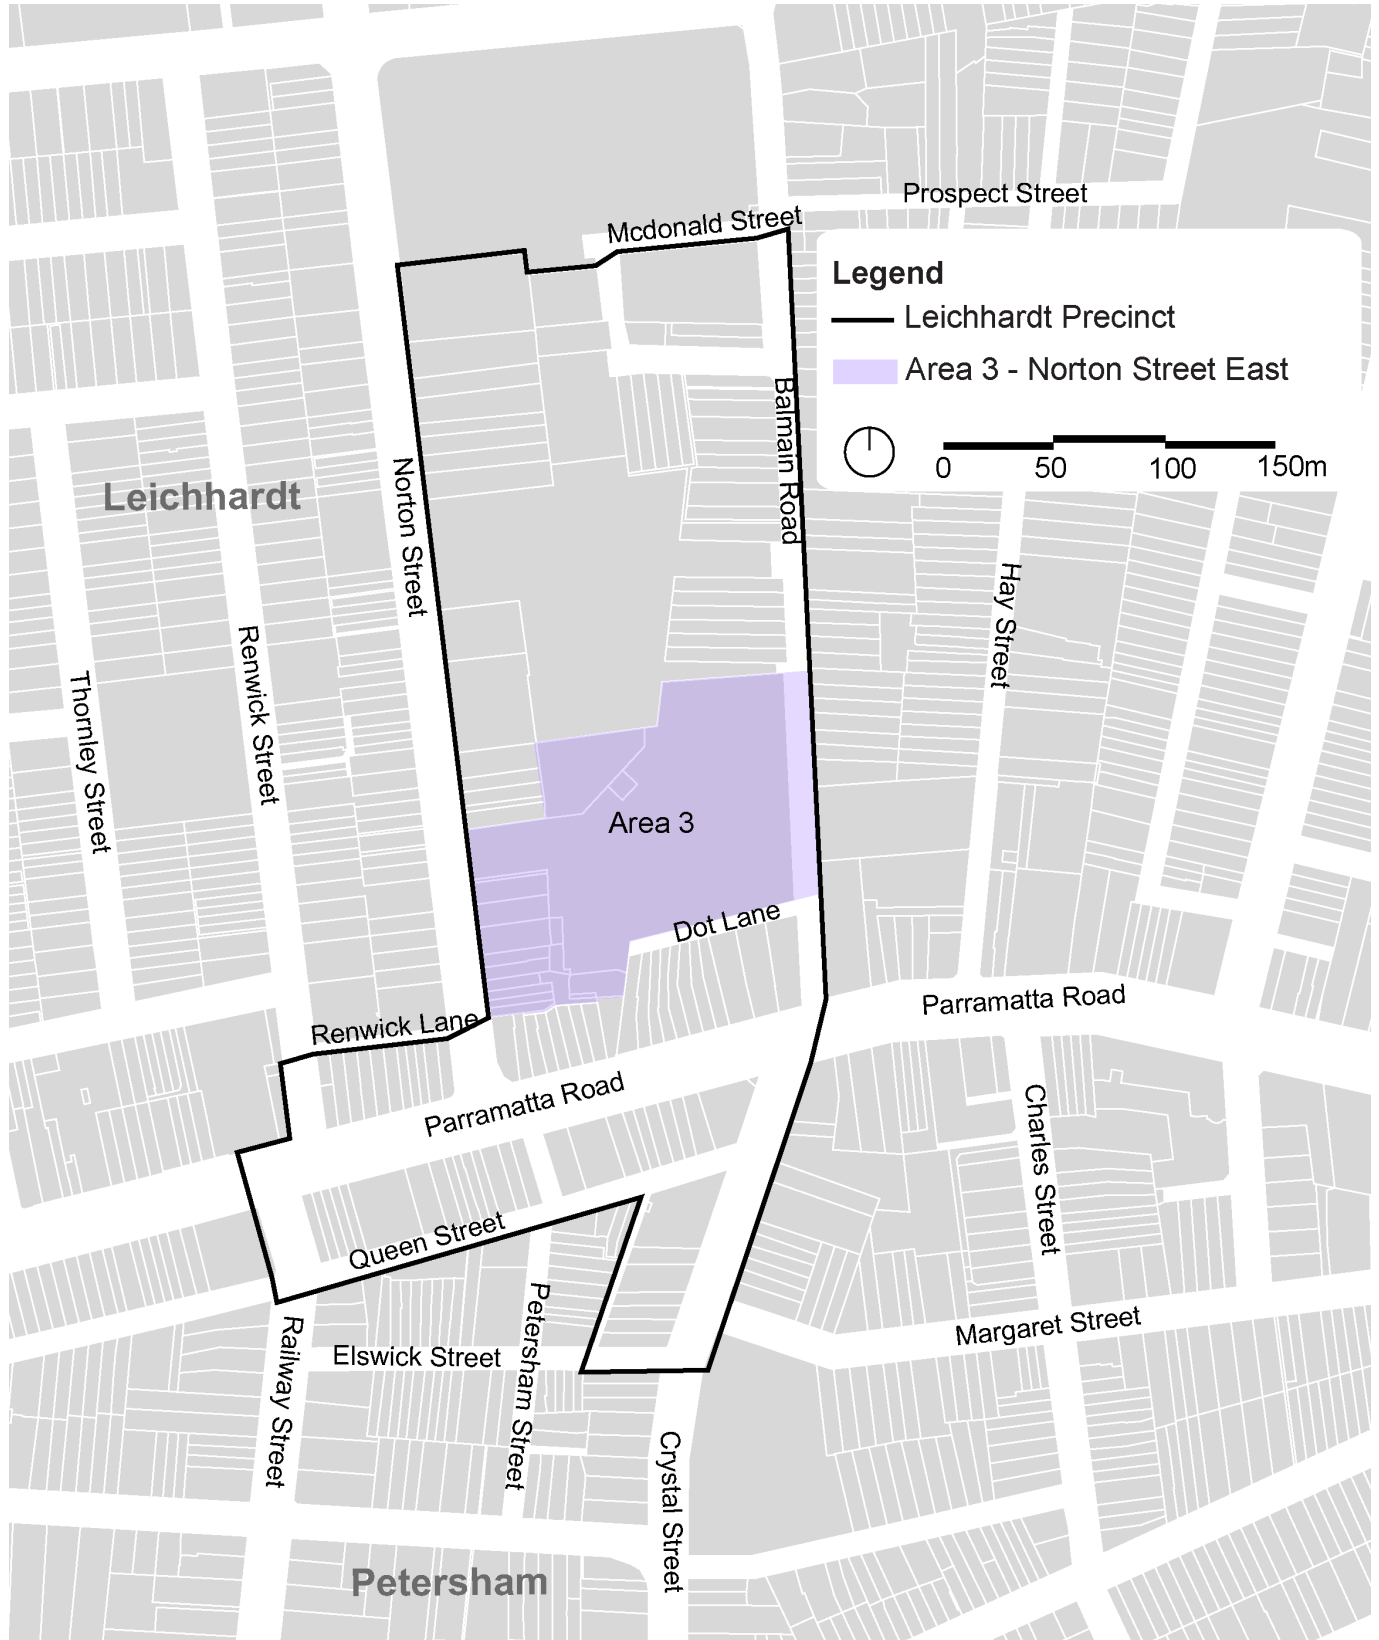 Prospect Street
Mcdonald Street
Legend
Leichhardt Precinct
Area 3 - Norton Street East
0 50 100 150m
Balmain Road
Leichhardt
Norton Street
Hay Street
Renwick Street
Thornley Street
Area 3
Dot Lane
Parramatta Road
Renwick Lane
Parramatta Road
Charles Street
Queen Street
Petersham Street
Railway Street
Elswick Street
Margaret Street
Crystal Street
Petersham